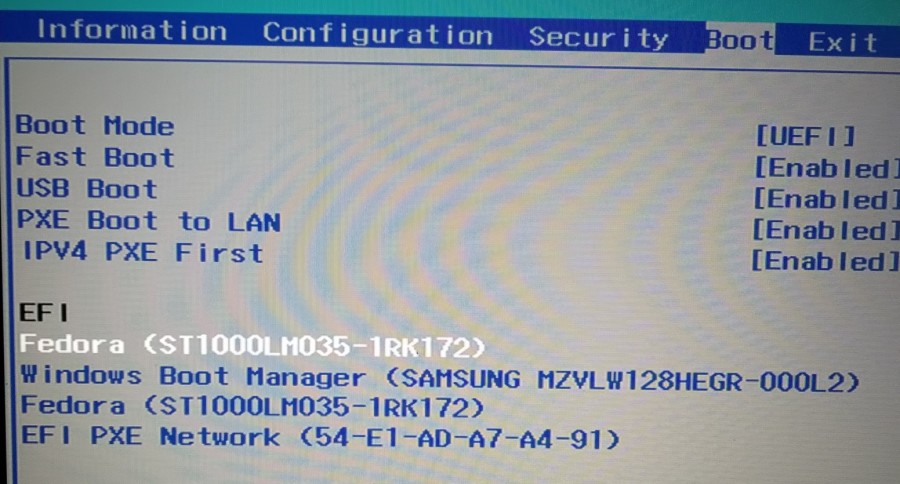 Information Configuration Security Boot Exit
Boot Mode [UEFI]
Fast Boot [Enabled]
USB Boot [Enabled]
PXE Boot to LAN [Enabled]
IPV4 PXE First [Enabled]
EFI
Fedora (ST1000LM035-1RK172)
Windows Boot Manager (SAMSUNG MZVLW128HEGR-000L2)
Fedora (ST1000LM035-1RK172)
EFI PXE Network (54-E1-AD-A7-A4-91)